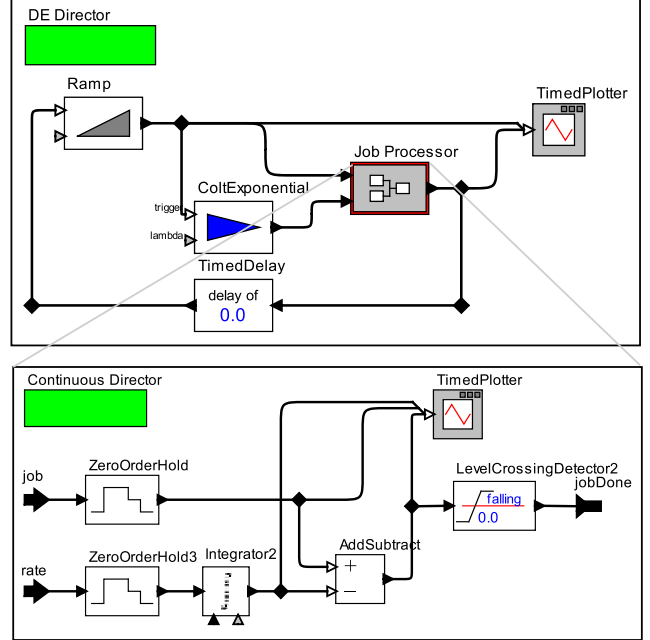 DE Director
Ramp
TimedPlotter
Job Processor
ColtExponential
trigger
lambda
TimedDelay
delay of
0.0
Continuous Director
TimedPlotter
ZeroOrderHold
job
LevelCrossingDetector2
jobDone
falling
0.0
AddSubtract
+
−
ZeroOrderHold3
Integrator2
rate